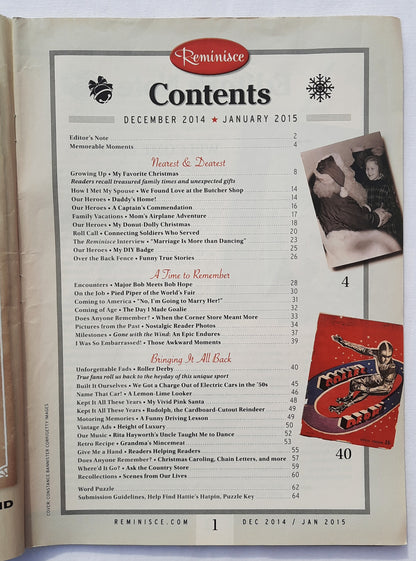 Reminisce
Contents
DECEMBER 2014 ★ JANUARY 2015
Editor's Note 2
Memorable Moments 4
Nearest & Dearest
Growing Up • My Favorite Christmas 8
Readers recall treasured family times and unexpected gifts
How I Met My Spouse • We Found Love at the Butcher Shop 14
Our Heroes • Daddy's Home! 14
Our Heroes • A Captain's Commendation 16
Family Vacations • Mom's Airplane Adventure 17
Our Heroes • My Donut-Dolly Christmas 18
Roll Call • Connecting Soldiers Who Served 20
The Reminisce Interview • "Marriage Is More than Dancing" 23
Our Heroes • My DIY Badge 25
Over the Back Fence • Funny True Stories 26
A Time to Remember
Encounters • Major Bob Meets Bob Hope 28
On the Job • Pied Piper of the World's Fair 30
Coming to America • "No, I'm Going to Marry Her!" 31
Coming of Age • The Day I Made Goalie 32
Does Anyone Remember? • When the Corner Store Meant More 33
Pictures from the Past • Nostalgic Reader Photos 34
Milestones • Gone with the Wind: An Epic Endures 37
I Was So Embarrassed! • Those Awkward Moments 39
Bringing It All Back
Unforgettable Fads • Roller Derby 40
True fans roll us back to the heyday of this unique sport
Built It Ourselves • We Got a Charge Out of Electric Cars in the '50s 45
Name That Car! • A Lemon-Lime Looker 46
Kept It All These Years • My Vivid Pink Santa 48
Kept It All These Years • Rudolph, the Cardboard-Cutout Reindeer 49
Motoring Memories • A Funny Driving Lesson 49
Vintage Ads • Height of Luxury 50
Our Music • Rita Hayworth's Uncle Taught Me to Dance 52
Retro Recipe • Grandma's Mincemeat 53
Give Me a Hand • Readers Helping Readers 55
Does Anyone Remember? • Christmas Caroling, Chain Letters, and more 57
Where'd It Go? • Ask the Country Store 59
Recollections • Scenes from Our Lives 60
Word Puzzle 62
Submission Guidelines, Help Find Hattie's Hatpin, Puzzle Key 64
4
40
REMINISCE.COM 1 DEC 2014 / JAN 2015
COVER: CONSTANCE BANNISTER CORP/GETTY IMAGES